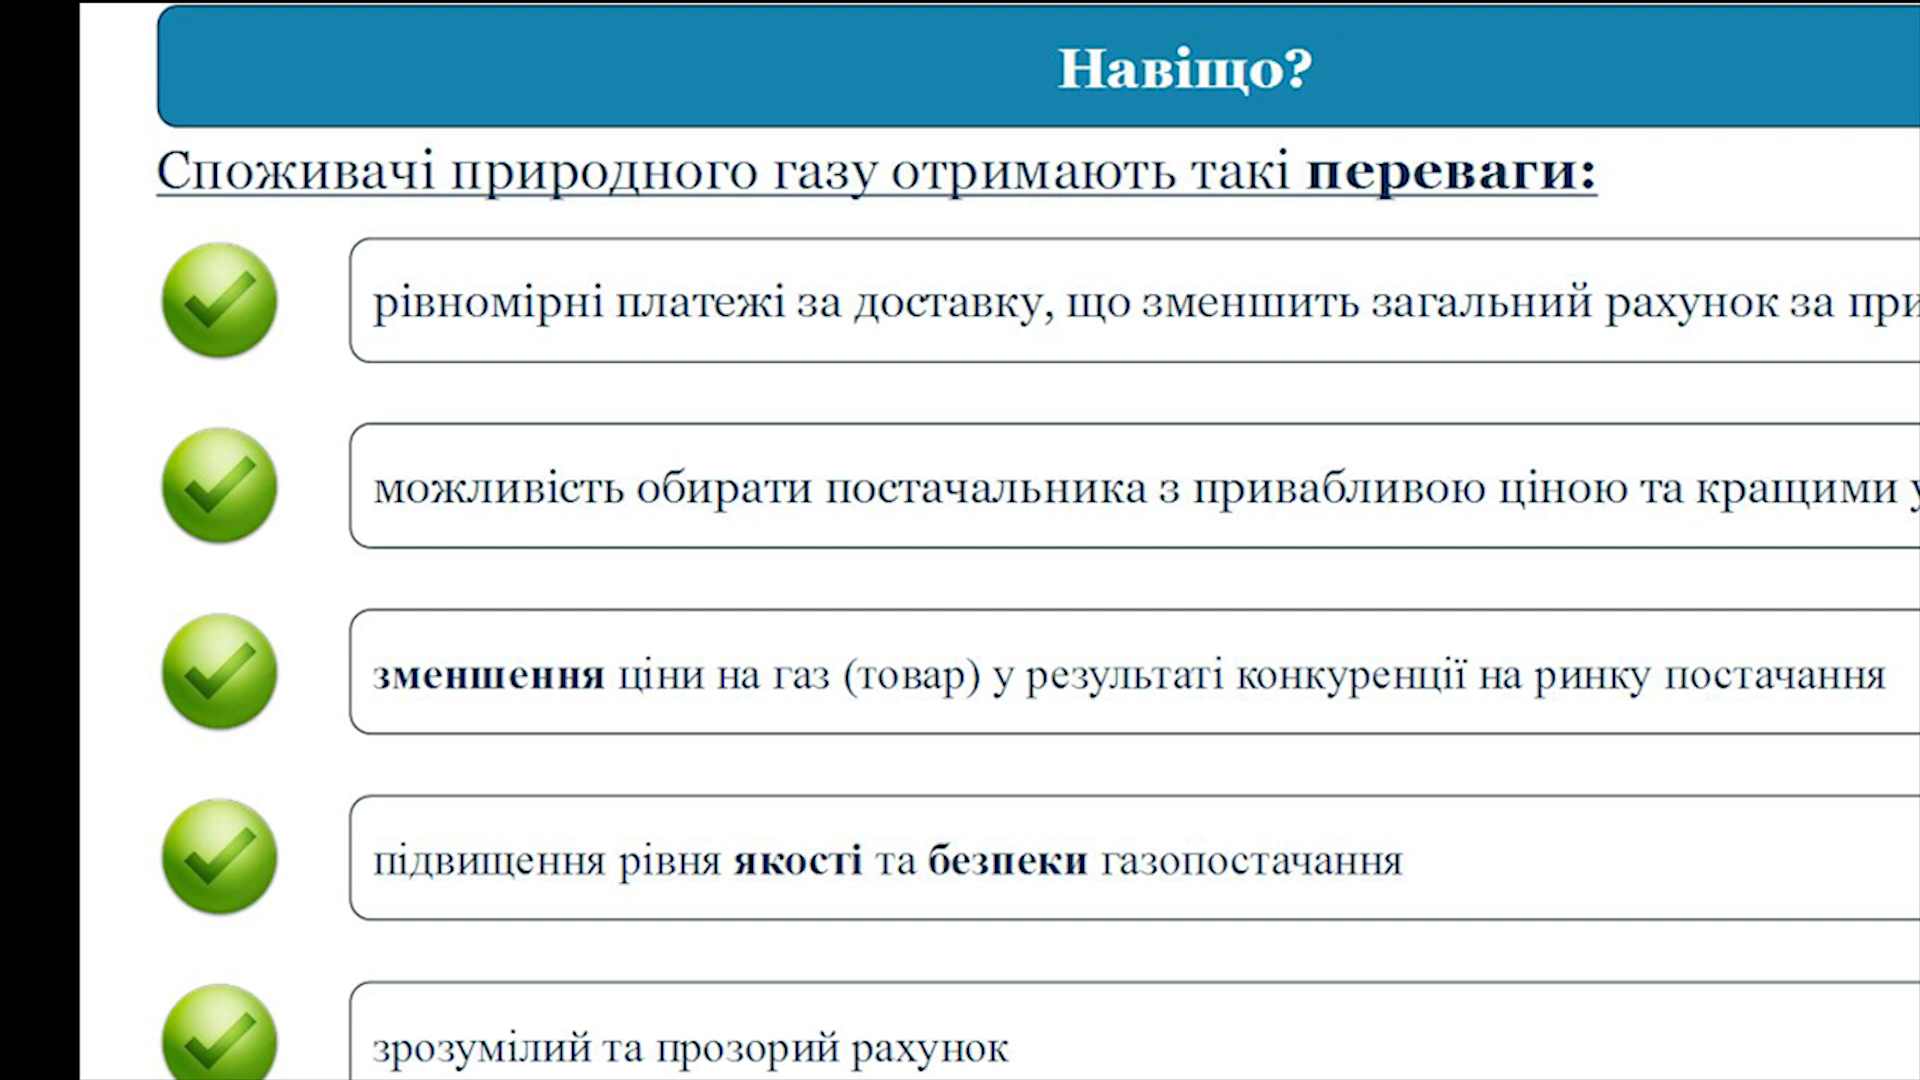 Навіщо?
Споживачі природного газу отримають такі переваги:
рівномірні платежі за доставку, що зменшить загальний рахунок за
можливість обирати постачальника з привабливою ціною та кращими
зменшення ціни на газ (товар) у результаті конкуренції на ринку постачання
підвищення рівня якості та безпеки газопостачання
зрозумілий та прозорий рахунок